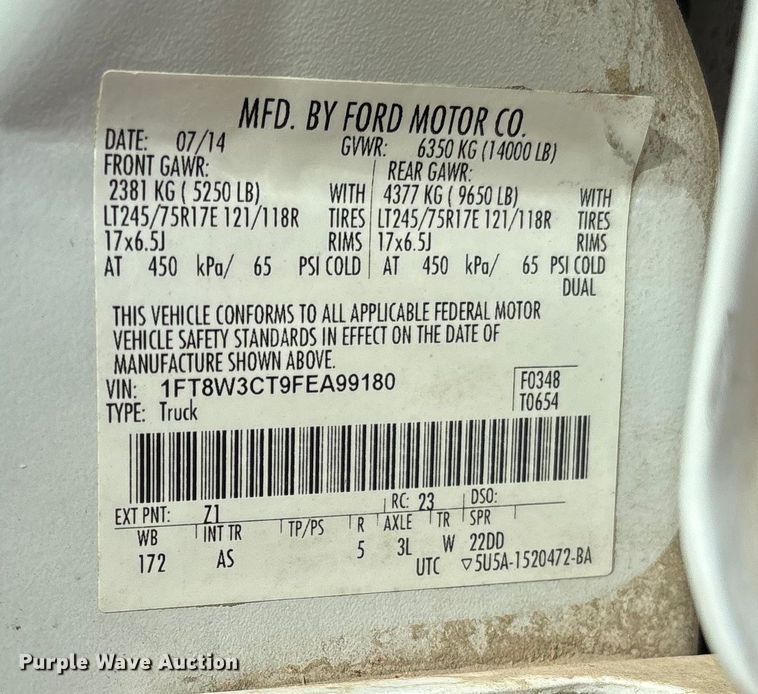 MFD. BY FORD MOTOR CO.
DATE: 07/14 GVWR: 6350 KG (14000 LB)
FRONT GAWR: REAR GAWR:
2381 KG ( 5250 LB) WITH 4377 KG ( 9650 LB) WITH
LT245/75R17E 121/118R TIRES LT245/75R17E 121/118R TIRES
17x6.5J RIMS 17x6.5J RIMS
AT 450 kPa/ 65 PSI COLD AT 450 kPa/ 65 PSI COLD
DUAL
THIS VEHICLE CONFORMS TO ALL APPLICABLE FEDERAL MOTOR
VEHICLE SAFETY STANDARDS IN EFFECT ON THE DATE OF
MANUFACTURE SHOWN ABOVE.
VIN: 1FT8W3CT9FEA99180 F0348
TYPE: Truck T0654
EXT PNT: Z1 RC: 23 DSO:
WB INT TR TP/PS R AXLE TR SPR
172 AS 5 3L W 22DD
UTC ▽5U5A-1520472-BA
Purple Wave Auction